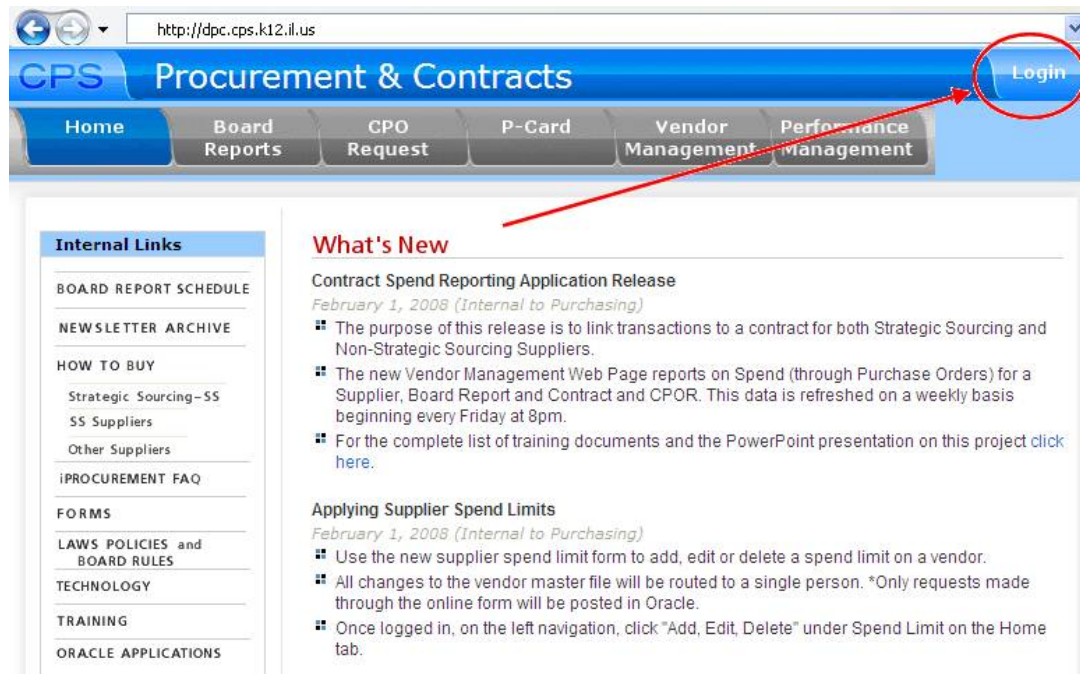 http://dpc.cps.k12.il.us
CPS Procurement & Contracts Login
Home Board Reports CPO Request P-Card Vendor Management Performance Management
Internal Links
BOARD REPORT SCHEDULE
NEWSLETTER ARCHIVE
HOW TO BUY
Strategic Sourcing-SS
SS Suppliers
Other Suppliers
iPROCUREMENT FAQ
FORMS
LAWS POLICIES and
BOARD RULES
TECHNOLOGY
TRAINING
ORACLE APPLICATIONS
What's New
Contract Spend Reporting Application Release
February 1, 2008 (Internal to Purchasing)
The purpose of this release is to link transactions to a contract for both Strategic Sourcing and
Non-Strategic Sourcing Suppliers.
The new Vendor Management Web Page reports on Spend (through Purchase Orders) for a
Supplier, Board Report and Contract and CPOR. This data is refreshed on a weekly basis
beginning every Friday at 8pm.
For the complete list of training documents and the PowerPoint presentation on this project click
here.
Applying Supplier Spend Limits
February 1, 2008 (Internal to Purchasing)
Use the new supplier spend limit form to add, edit or delete a spend limit on a vendor.
All changes to the vendor master file will be routed to a single person. *Only requests made
through the online form will be posted in Oracle.
Once logged in, on the left navigation, click "Add, Edit, Delete" under Spend Limit on the Home
tab.